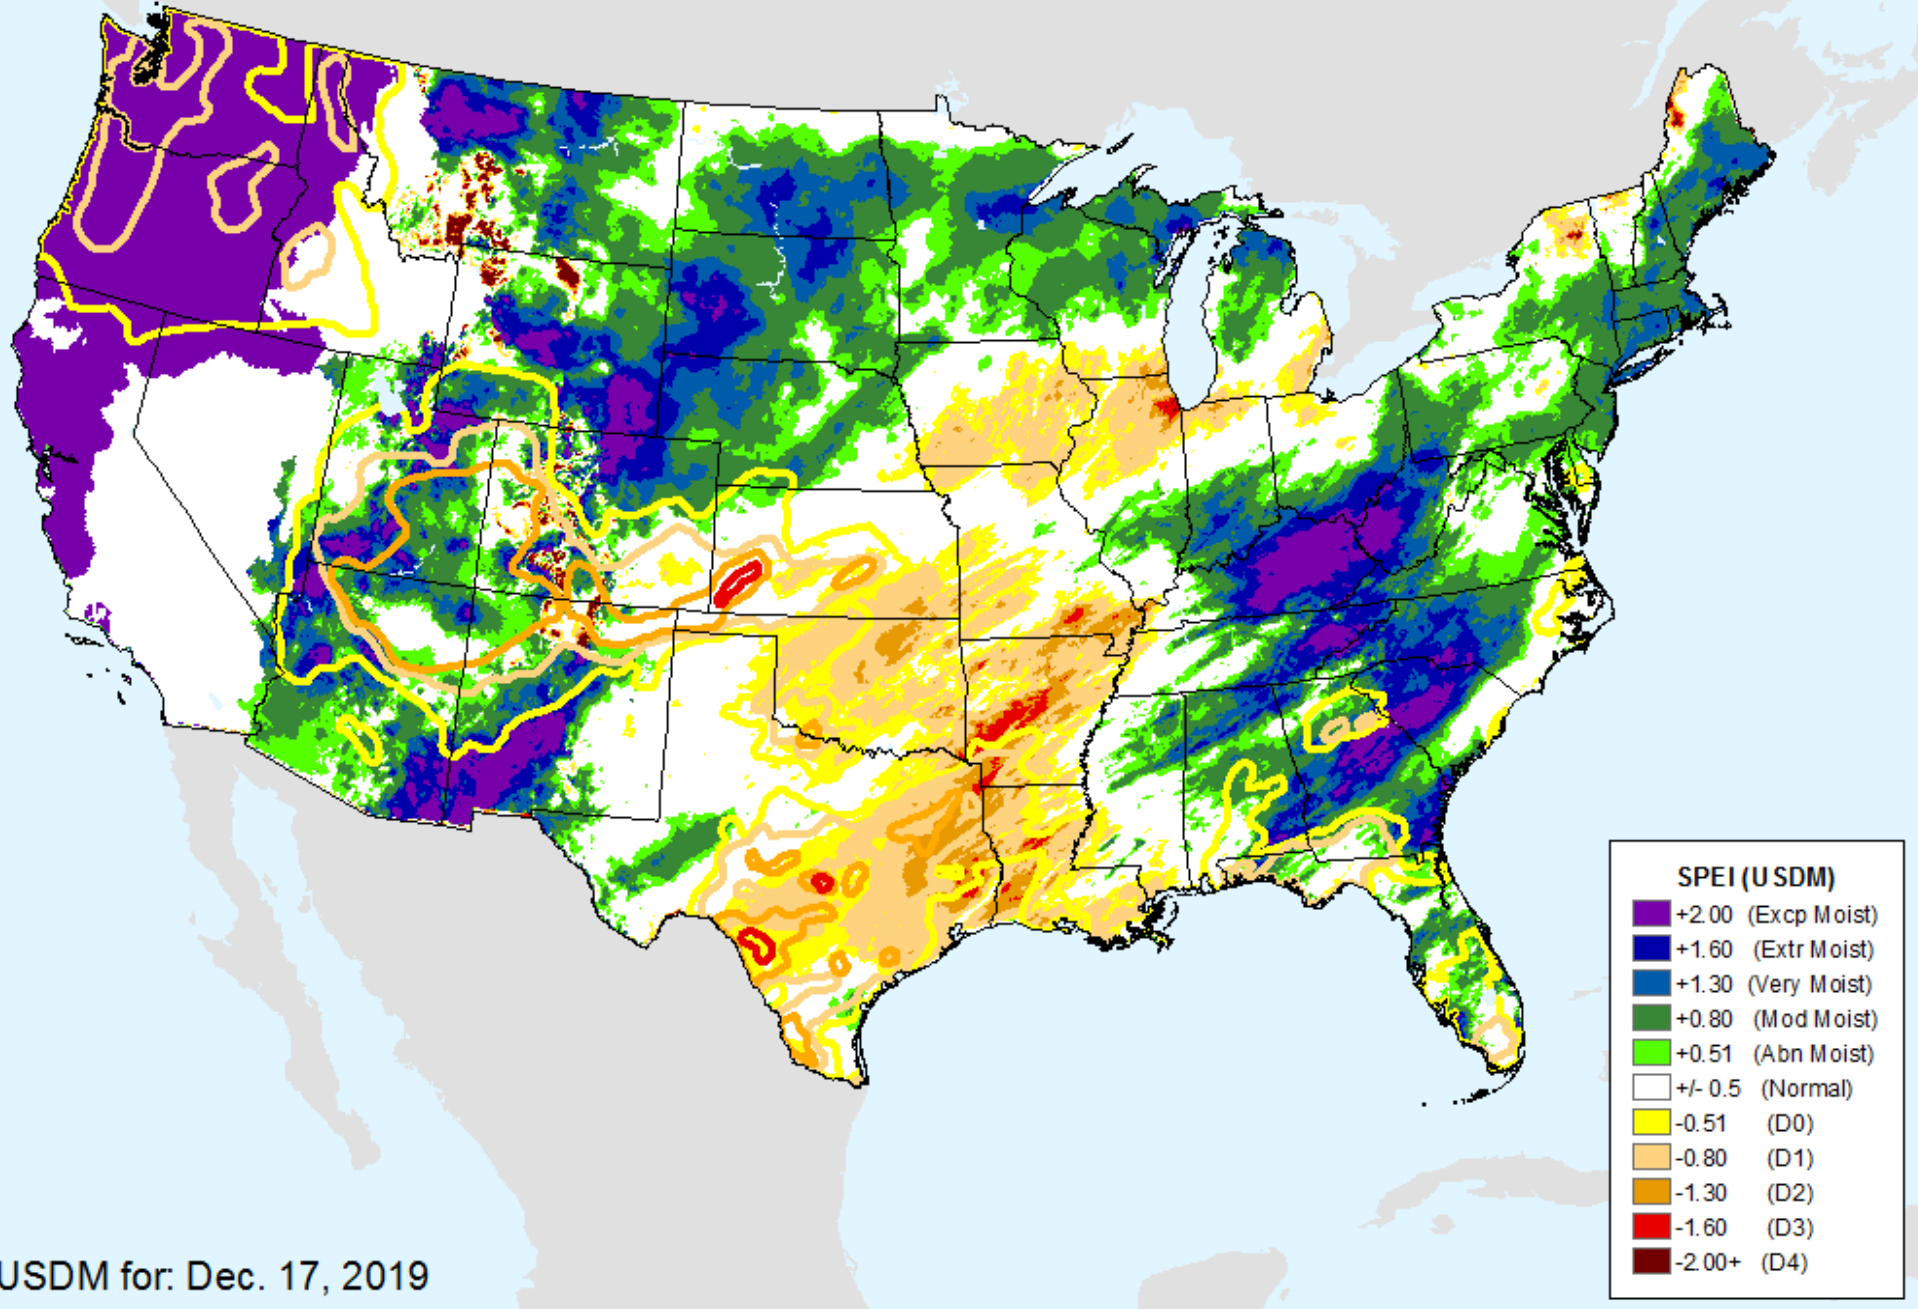 SPEI (USDM)
+2.00 (Excp Moist)
+1.60 (Extr Moist)
+1.30 (Very Moist)
+0.80 (Mod Moist)
+0.51 (Abn Moist)
+/- 0.5 (Normal)
-0.51 (D0)
-0.80 (D1)
-1.30 (D2)
-1.60 (D3)
-2.00+ (D4)
USDM for: Dec. 17, 2019